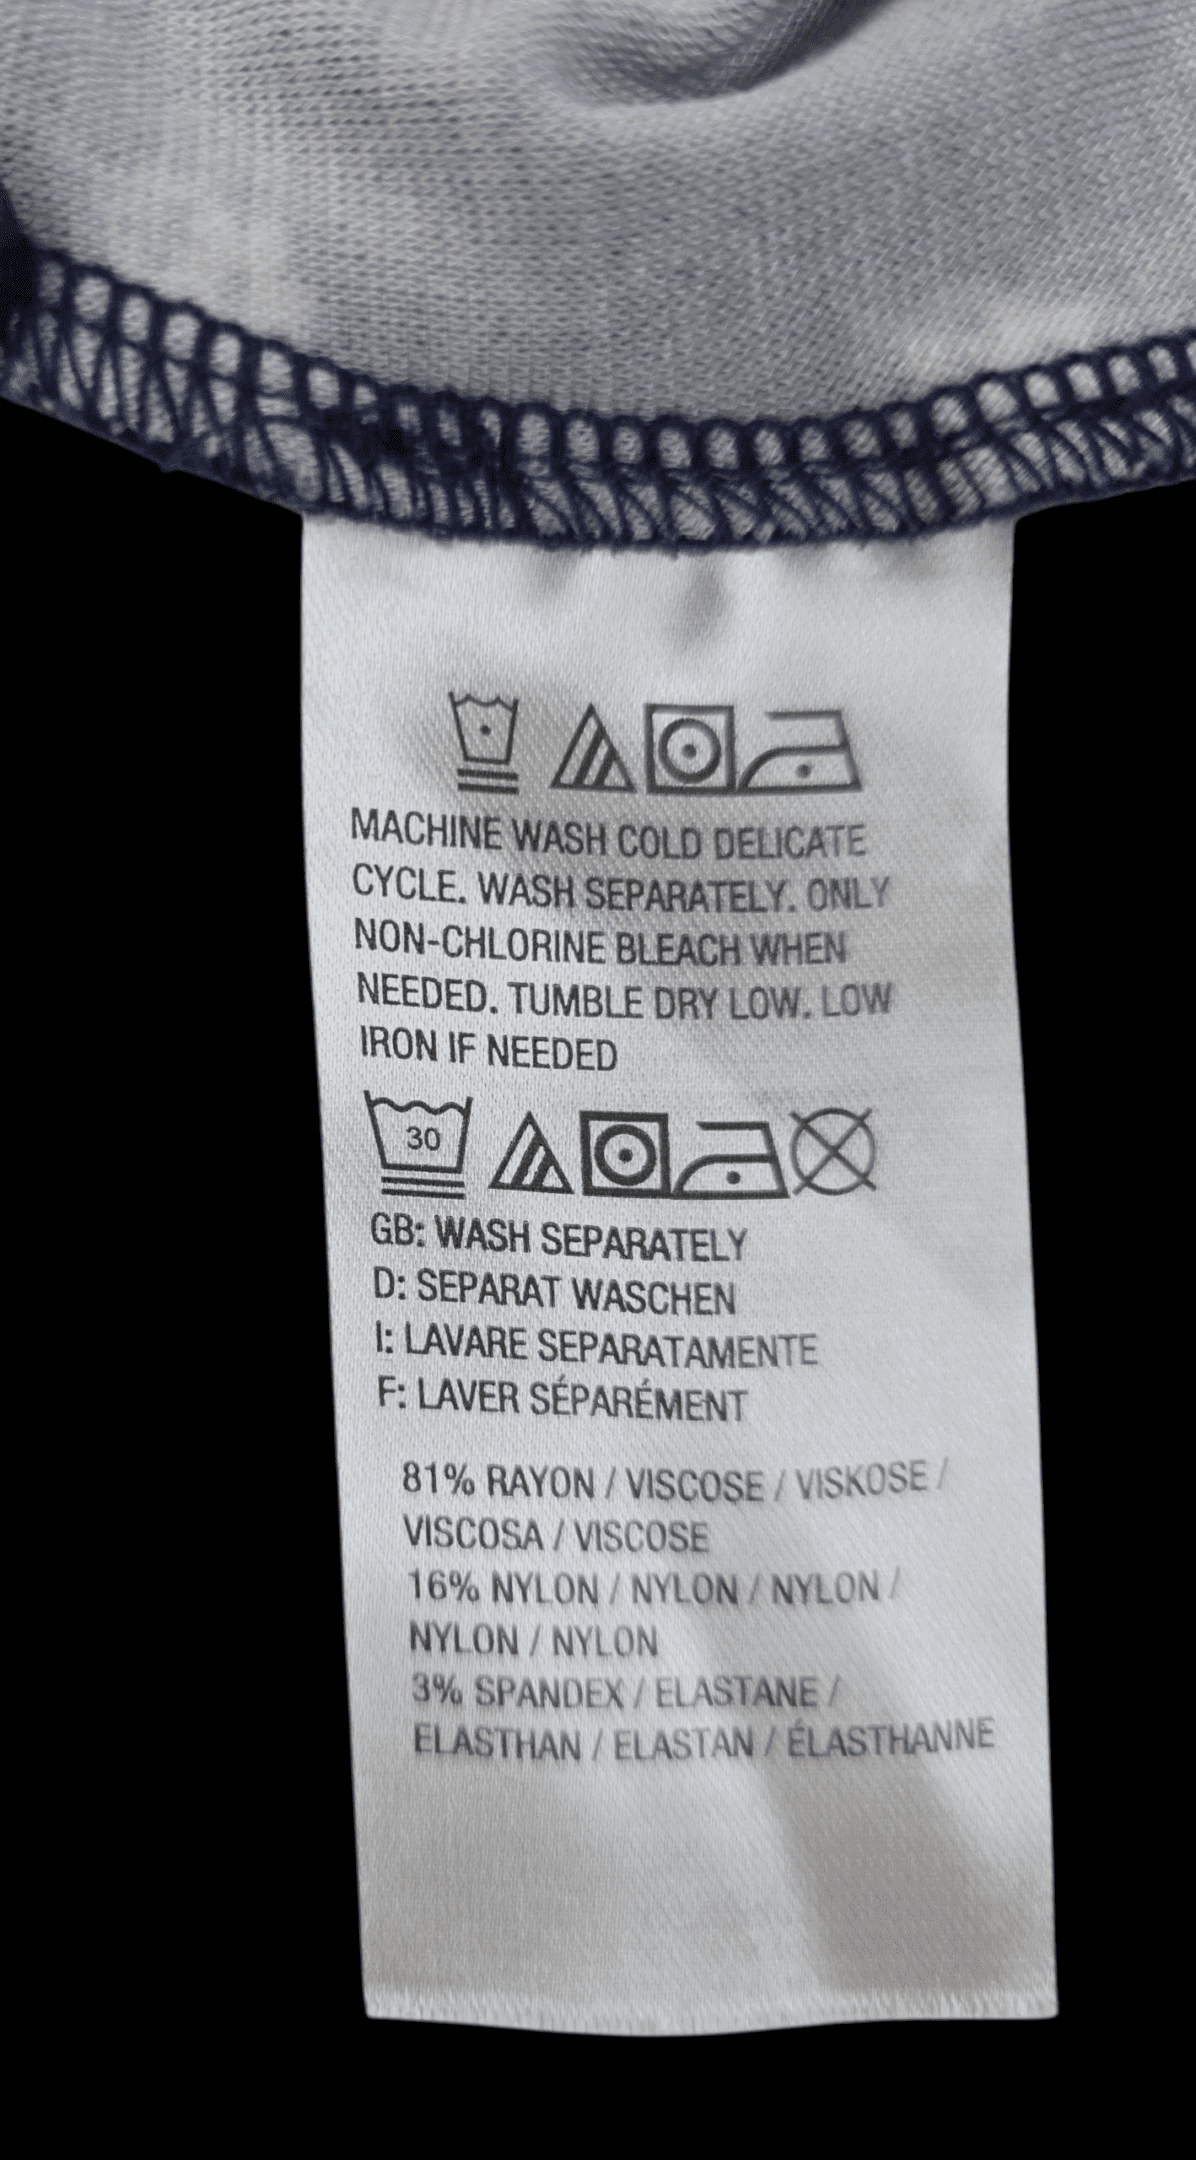 MACHINE WASH COLD DELICATE
CYCLE. WASH SEPARATELY. ONLY
NON-CHLORINE BLEACH WHEN
NEEDED. TUMBLE DRY LOW. LOW
IRON IF NEEDED
30
GB: WASH SEPARATELY
D: SEPARAT WASCHEN
I: LAVARE SEPARATAMENTE
F: LAVER SÉPARÉMENT
81% RAYON / VISCOSE / VISKOSE /
VISCOSA / VISCOSE
16% NYLON / NYLON / NYLON /
NYLON / NYLON
3% SPANDEX / ELASTANE /
ELASTHAN / ELASTAN / ÉLASTHANNE